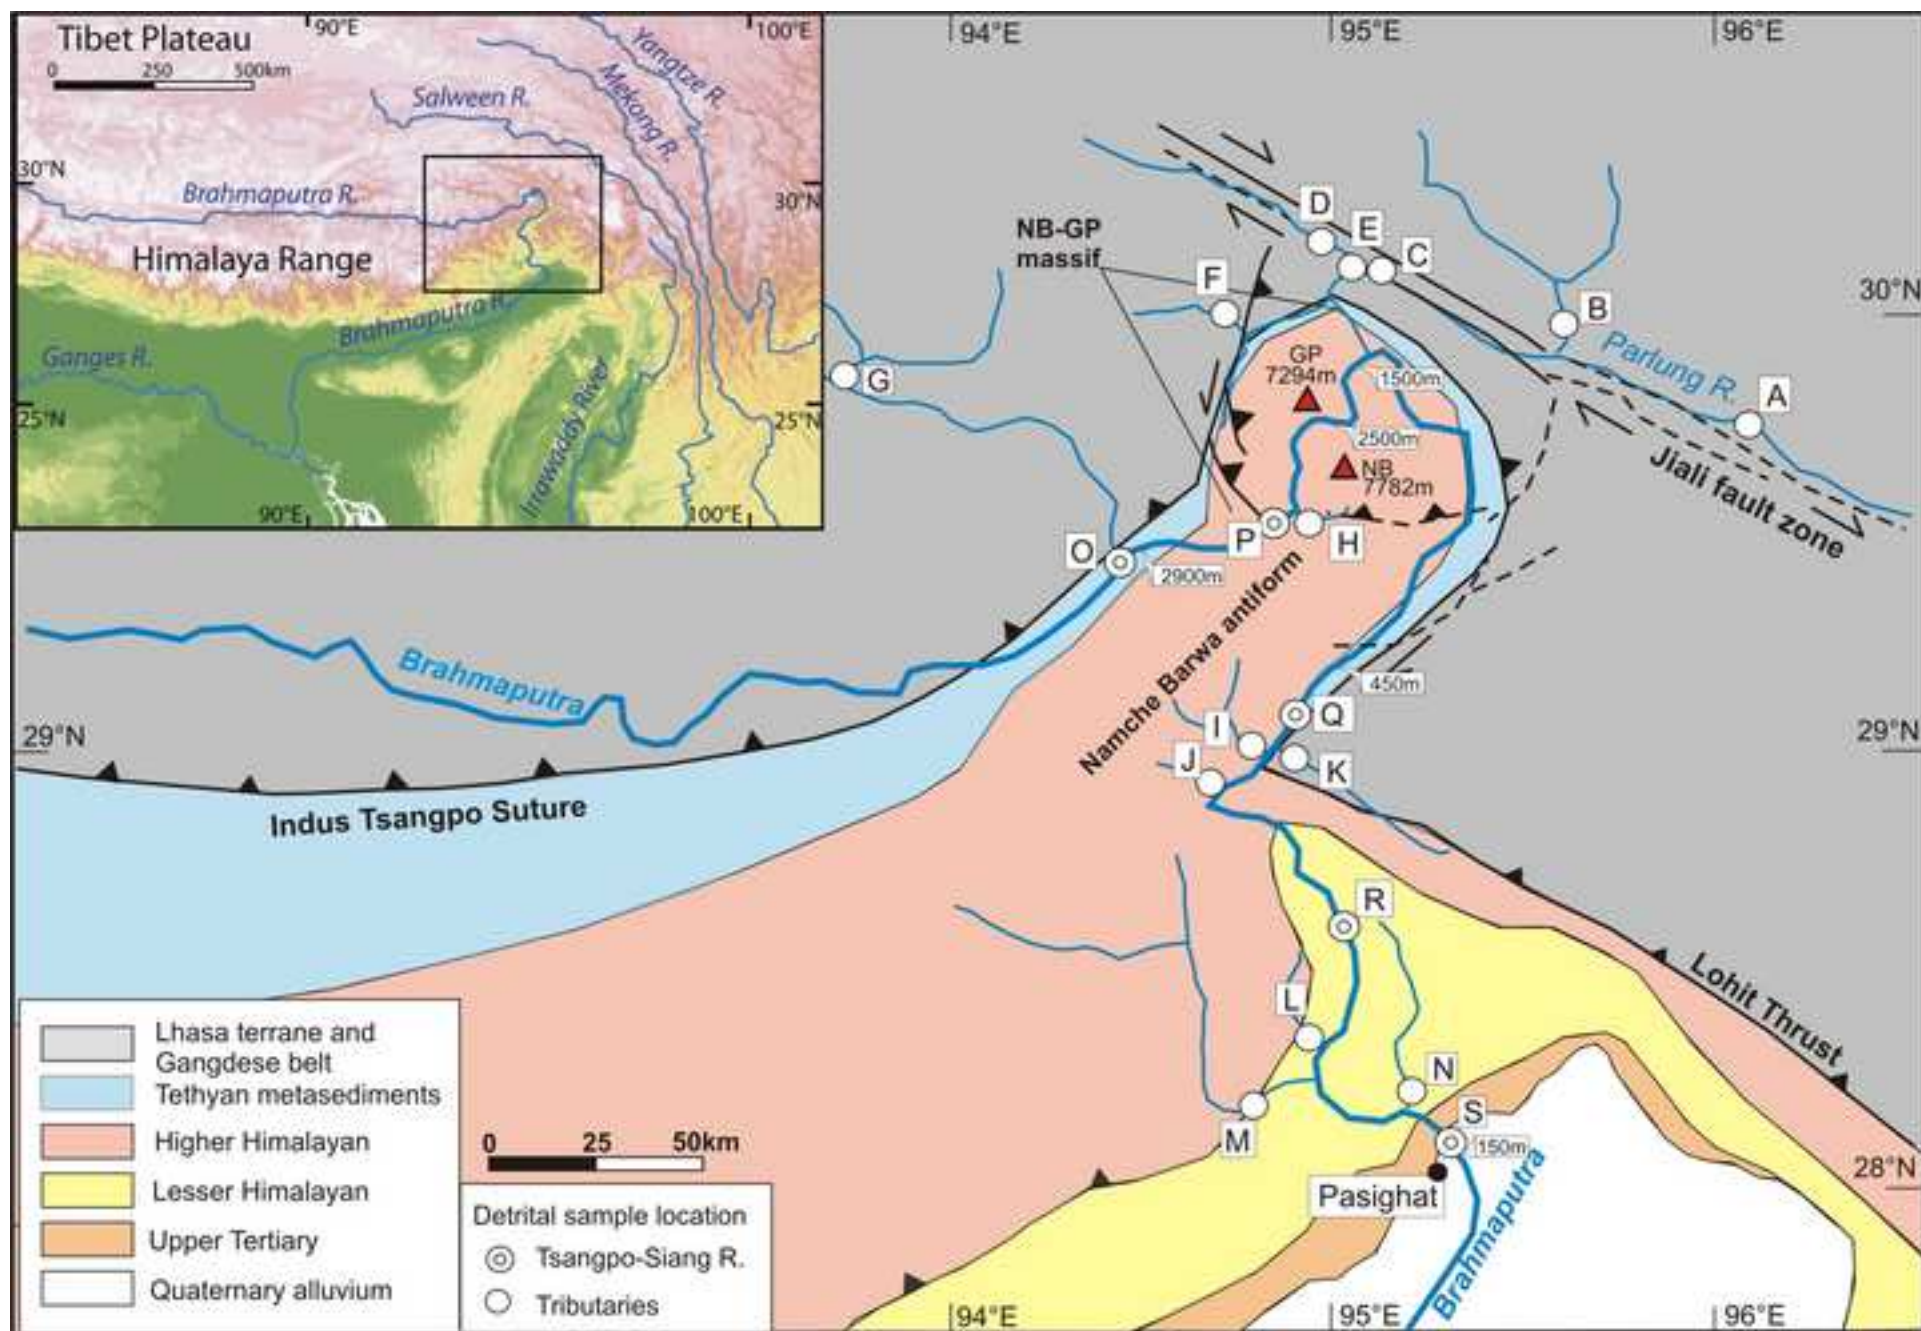 Tibet Plateau
0 250 500km
90°E
100°E
Salween R.
Mekong R.
Yangtze R.
30°N
Brahmaputra R.
30°N
Himalaya Range
Brahmaputra R.
Ganges R.
Irrawaddy River
25°N
25°N
90°E
100°E
94°E
95°E
96°E
NB-GP
massif
D
E
C
F
B
30°N
Parlung R.
A
G
GP
7294m
1500m
2500m
NB
7782m
Jiali fault zone
O
P
H
2900m
Namche Barwa antiform
Brahmaputra
450m
29°N
I
Q
29°N
J
K
Indus Tsangpo Suture
R
Lohit Thrust
L
N
M
S
150m
28°N
Pasighat
Brahmaputra
Lhasa terrane and
Gangdese belt
Tethyan metasediments
Higher Himalayan
Lesser Himalayan
Upper Tertiary
Quaternary alluvium
0 25 50km
Detrital sample location
Tsangpo-Siang R.
Tributaries
94°E
95°E
96°E